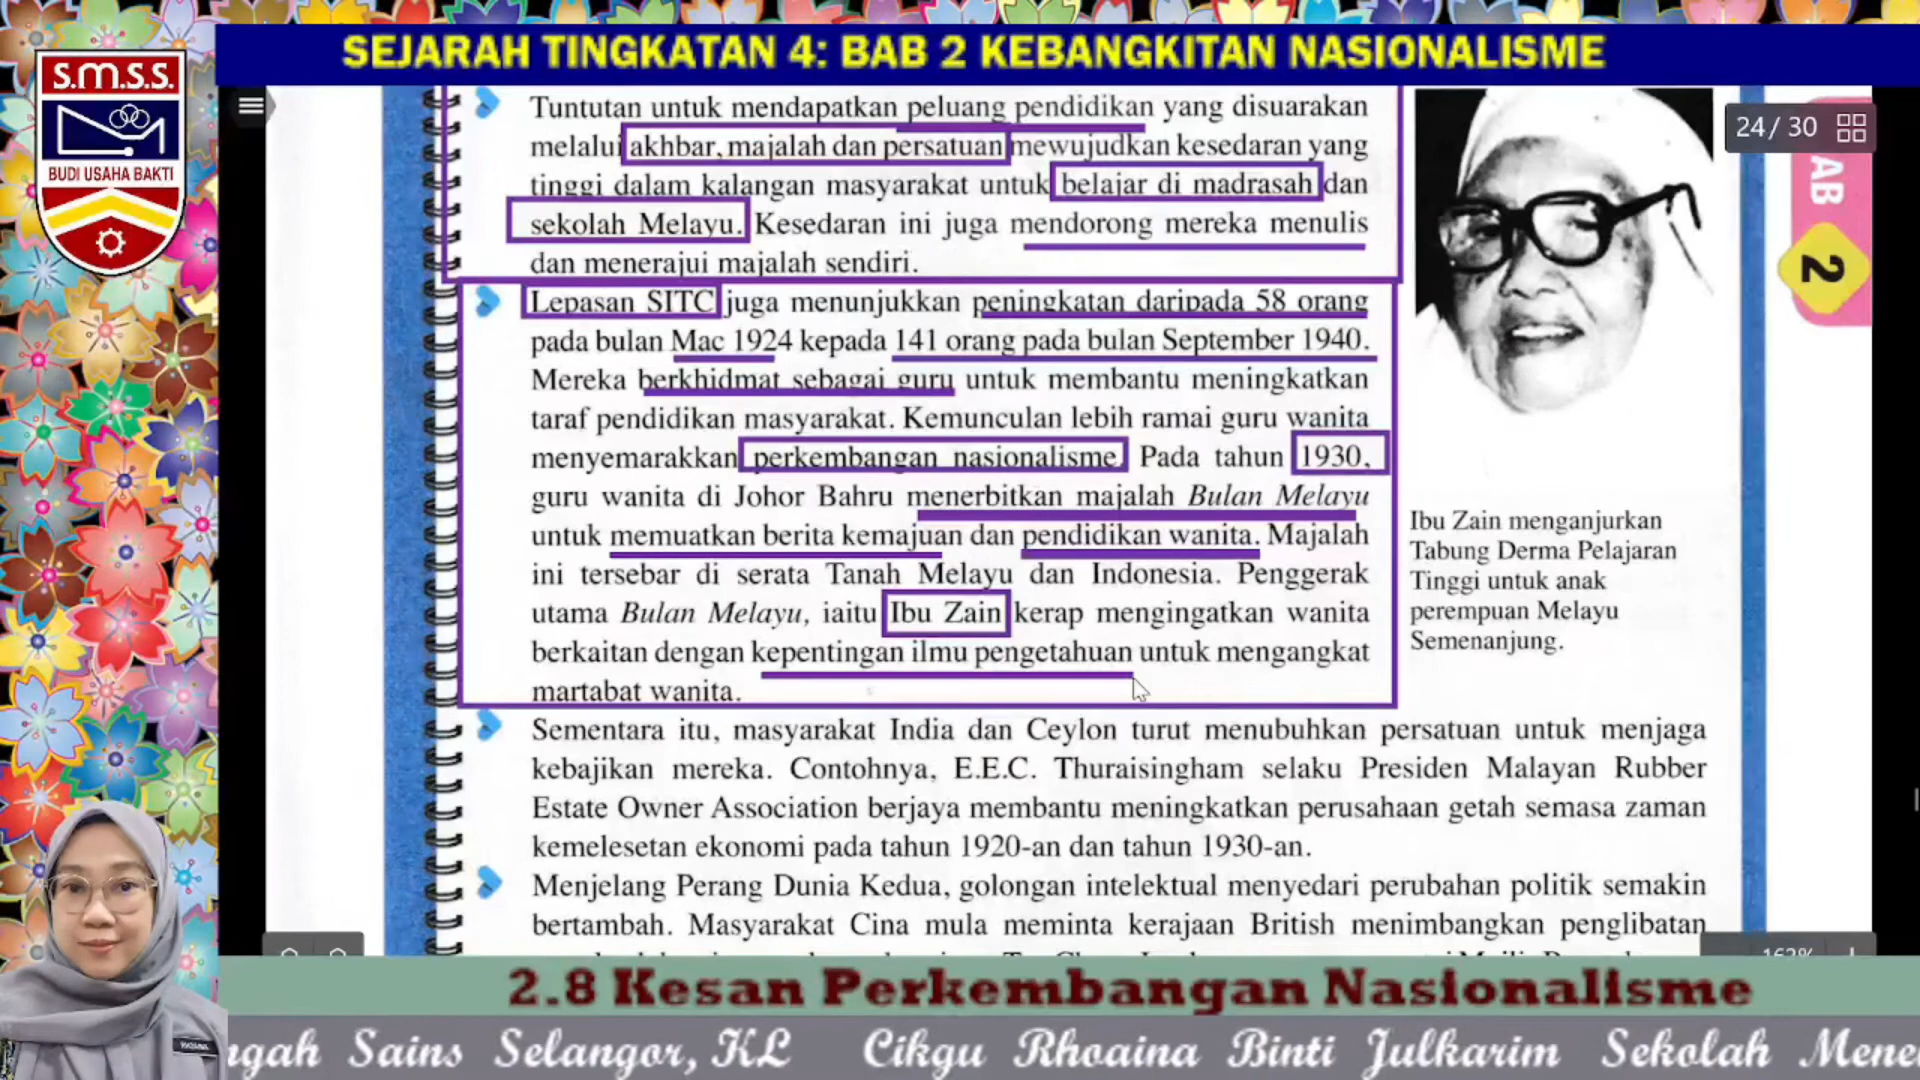 SEJARAH TINGKATAN 4: BAB 2 KEBANGKITAN NASIONALISME
S.M.S.S.
BUDI USAHA BAKTI
24 / 30
AB
2
Tuntutan untuk mendapatkan peluang pendidikan yang disuarakan
melalui akhbar, majalah dan persatuan mewujudkan kesedaran yang
tinggi dalam kalangan masyarakat untuk belajar di madrasah dan
sekolah Melayu. Kesedaran ini juga mendorong mereka menulis
dan menerajui majalah sendiri.
Lepasan SITC juga menunjukkan peningkatan daripada 58 orang
pada bulan Mac 1924 kepada 141 orang pada bulan September 1940.
Mereka berkhidmat sebagai guru untuk membantu meningkatkan
taraf pendidikan masyarakat. Kemunculan lebih ramai guru wanita
menyemarakkan perkembangan nasionalisme. Pada tahun 1930,
guru wanita di Johor Bahru menerbitkan majalah Bulan Melayu
untuk memuatkan berita kemajuan dan pendidikan wanita. Majalah
ini tersebar di serata Tanah Melayu dan Indonesia. Penggerak
utama Bulan Melayu, iaitu Ibu Zain kerap mengingatkan wanita
berkaitan dengan kepentingan ilmu pengetahuan untuk mengangkat
martabat wanita.
Ibu Zain menganjurkan
Tabung Derma Pelajaran
Tinggi untuk anak
perempuan Melayu
Semenanjung.
Sementara itu, masyarakat India dan Ceylon turut menubuhkan persatuan untuk menjaga
kebajikan mereka. Contohnya, E.E.C. Thuraisingham selaku Presiden Malayan Rubber
Estate Owner Association berjaya membantu meningkatkan perusahaan getah semasa zaman
kemelesetan ekonomi pada tahun 1920-an dan tahun 1930-an.
Menjelang Perang Dunia Kedua, golongan intelektual menyedari perubahan politik semakin
bertambah. Masyarakat Cina mula meminta kerajaan British menimbangkan penglibatan
2.8 Kesan Perkembangan Nasionalisme
ngah Sains Selangor, KL Cikgu Rhoaina Binti Julkarim Sekolah Mene